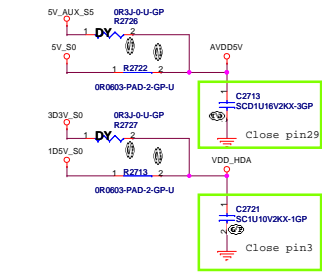 5V_AUX_S5 0R3J-0-U-GP
R2726
1 DY 2
5V_S0 AVDD5V
1 R2722 2
0R0603-PAD-2-GP-U
1 C2713
SCD1U16V2KX-3GP
3D3V_S0 0R3J-0-U-GP
R2727
Close pin29
1 DY 2
1D5V_S0 VDD_HDA
1 R2713 2
0R0603-PAD-2-GP-U
1 C2721
SC1U10V2KX-1GP
2
Close pin3